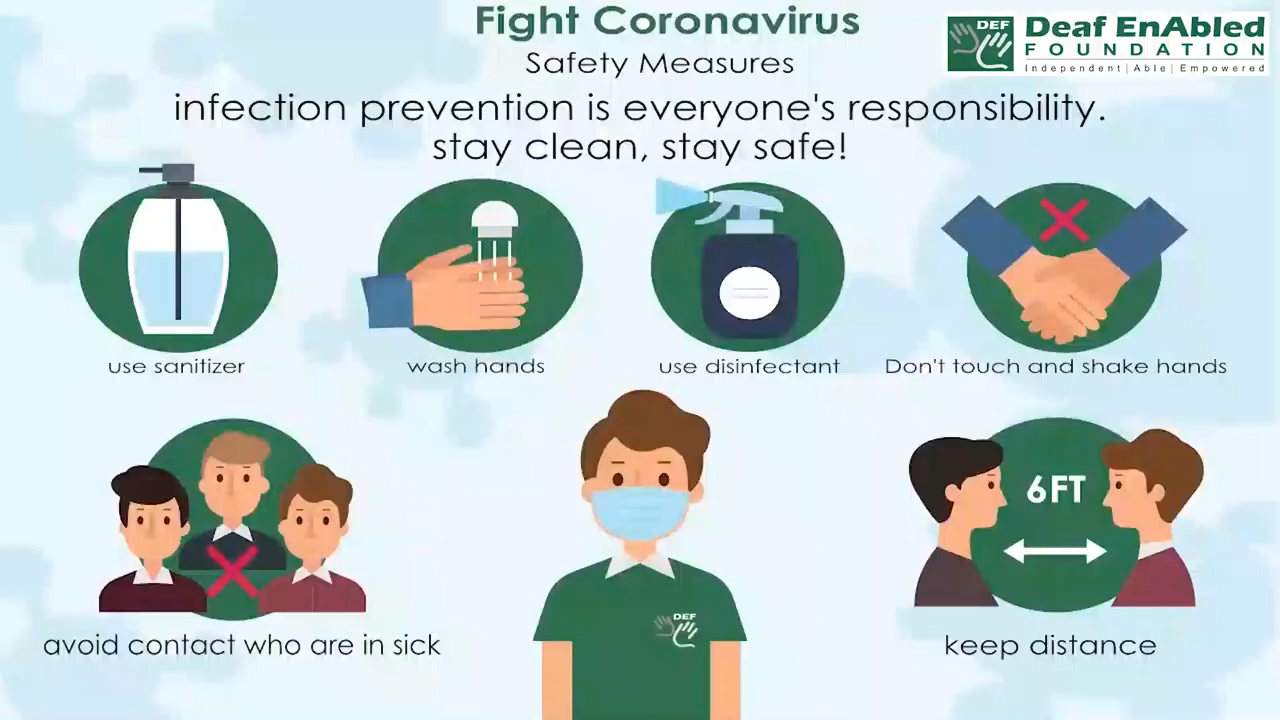 Fight Coronavirus
DEF
Deaf EnAbled
FOUNDATION
Independent|Able|Empowered
Safety Measures
infection prevention is everyone's responsibility.
stay clean, stay safe!
use sanitizer
wash hands
use disinfectant
Don't touch and shake hands
6FT
DEF
avoid contact who are in sick
keep distance